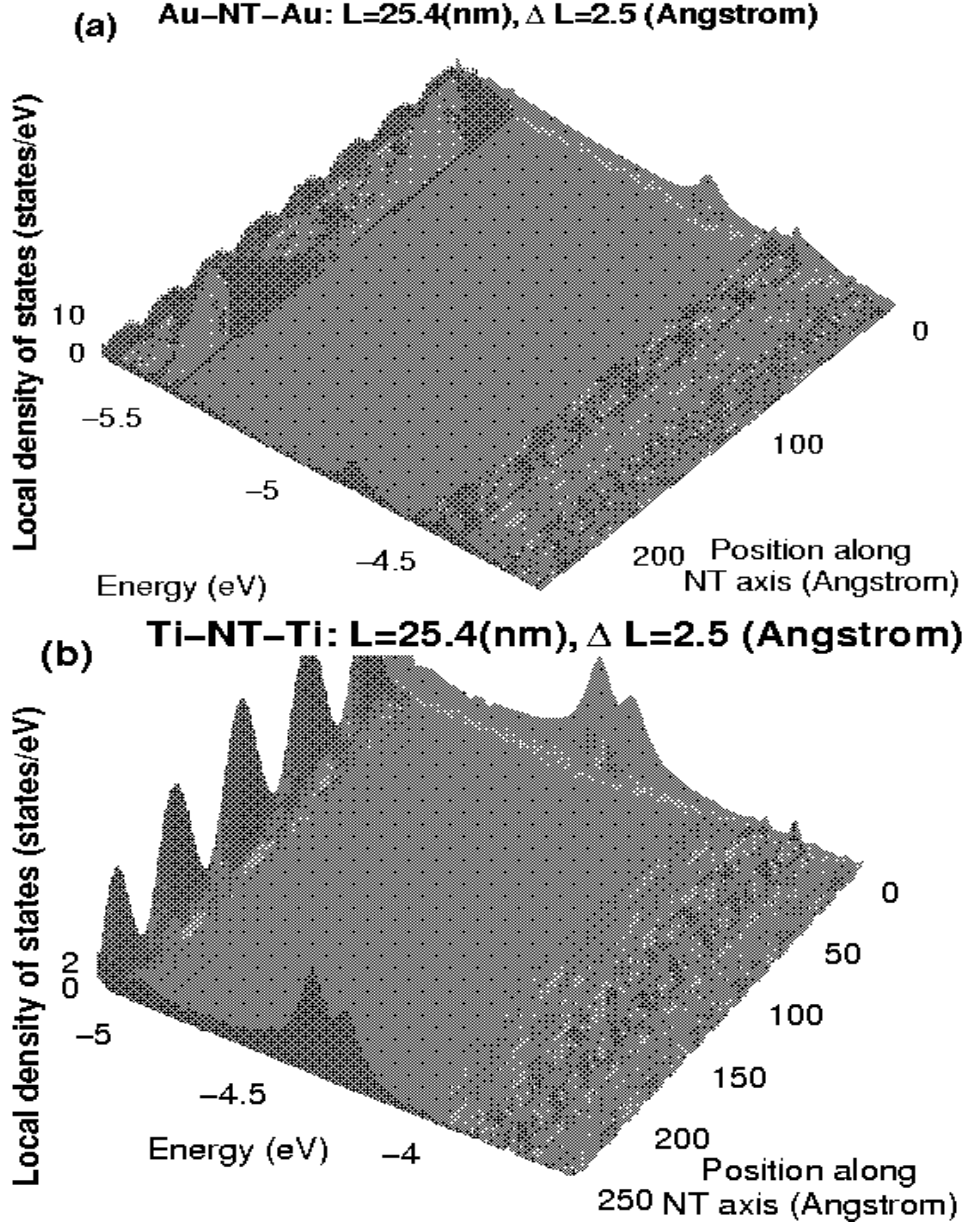 (a) Au–NT–Au: L=25.4(nm), Δ L=2.5 (Angstrom)
Local density of states (states/eV)
10
0
–5.5
–5
–4.5
Energy (eV)
0
100
200
Position along
NT axis (Angstrom)
(b) Ti–NT–Ti: L=25.4(nm), Δ L=2.5 (Angstrom)
Local density of states (states/eV)
2
0
–5
–4.5
–4
Energy (eV)
0
50
100
150
200
250
Position along
NT axis (Angstrom)